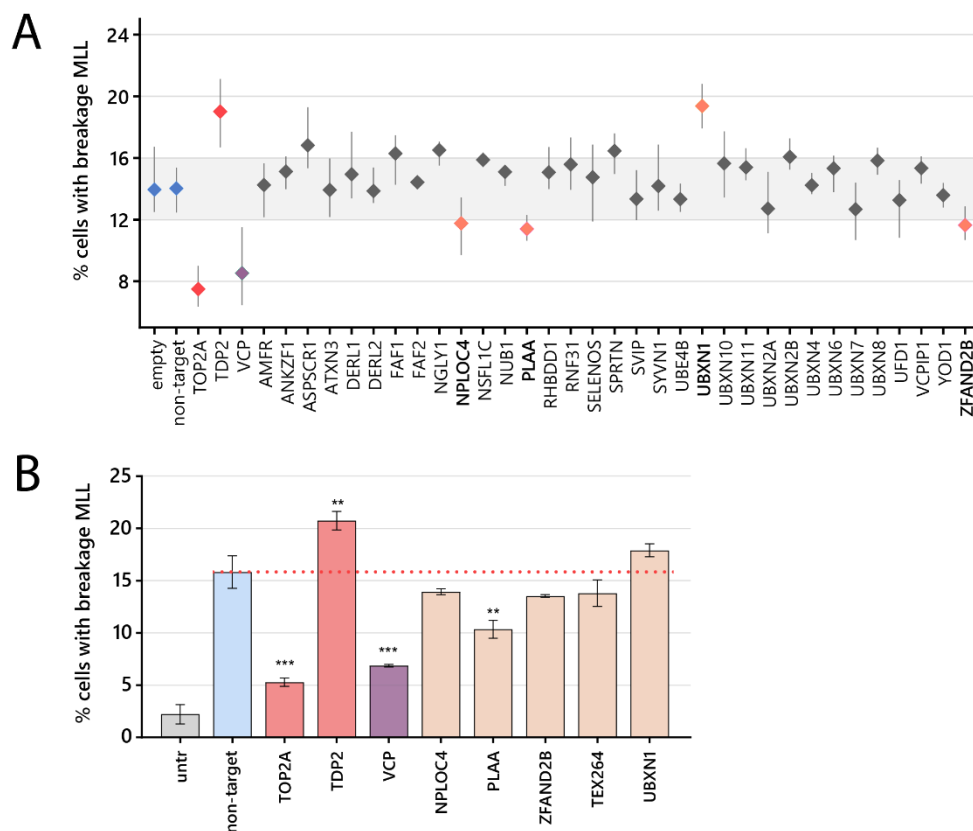 A
% cells with breakage MLL
24
20
16
12
8
empty
non-target
TOP2A
TDP2
VCP
AMFR
ANKZF1
ASPSCR1
ATXN3
DERL1
DERL2
FAF1
FAF2
NGLY1
NPLOC4
NSFL1C
NUB1
PLAA
RHBDD1
RNF31
SELENOS
SPRTN
SVIP
SYVN1
UBE4B
UBXN1
UBXN10
UBXN11
UBXN2A
UBXN2B
UBXN4
UBXN6
UBXN7
UBXN8
UFD1
VCPIP1
YOD1
ZFAND2B
B
% cells with breakage MLL
25
20
15
10
5
0
***
**
***
**
untr
non-target
TOP2A
TDP2
VCP
NPLOC4
PLAA
ZFAND2B
TEX264
UBXN1